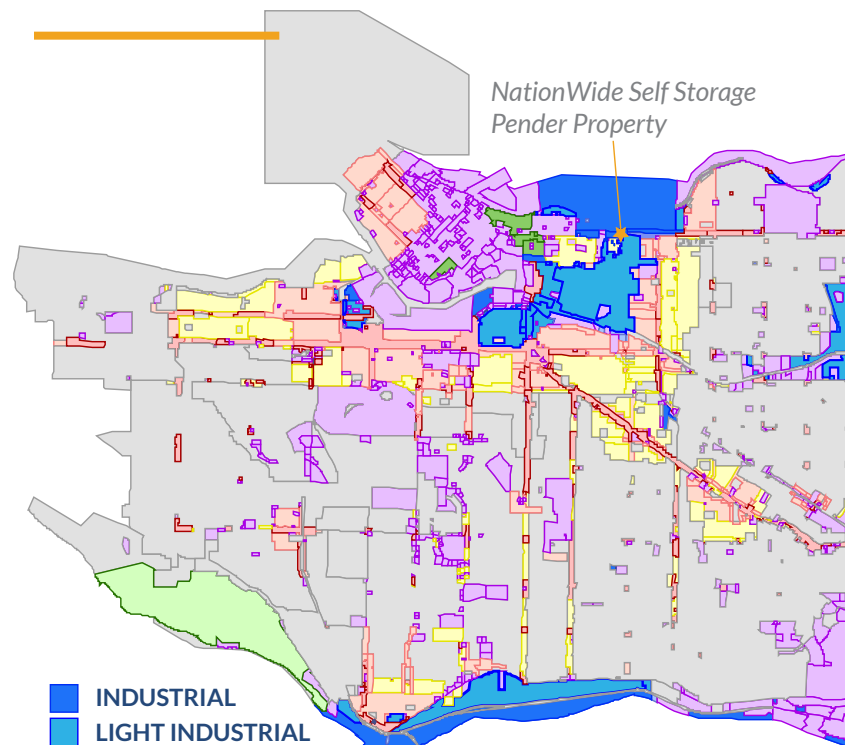 NationWide Self Storage
Pender Property
INDUSTRIAL
LIGHT INDUSTRIAL